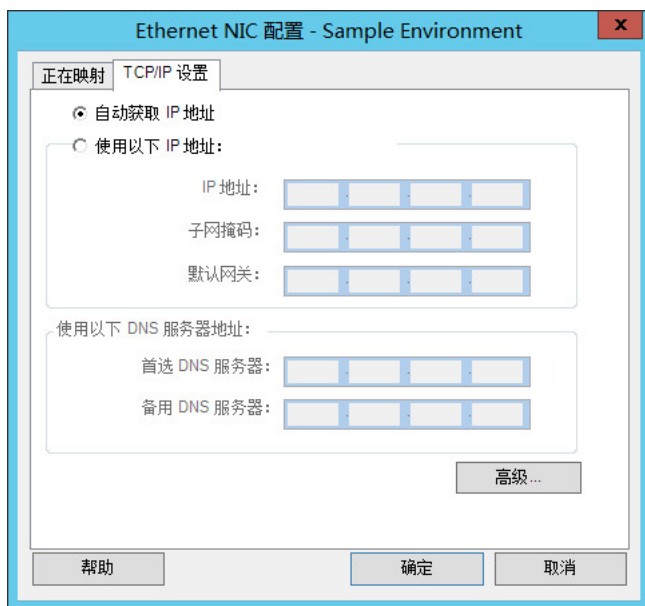 Ethernet NIC 配置 - Sample Environment
x
正在映射 TCP/IP 设置
自动获取 IP 地址
使用以下 IP 地址:
IP 地址:
子网掩码:
默认网关:
使用以下 DNS 服务器地址:
首选 DNS 服务器:
备用 DNS 服务器:
高级...
帮助 确定 取消